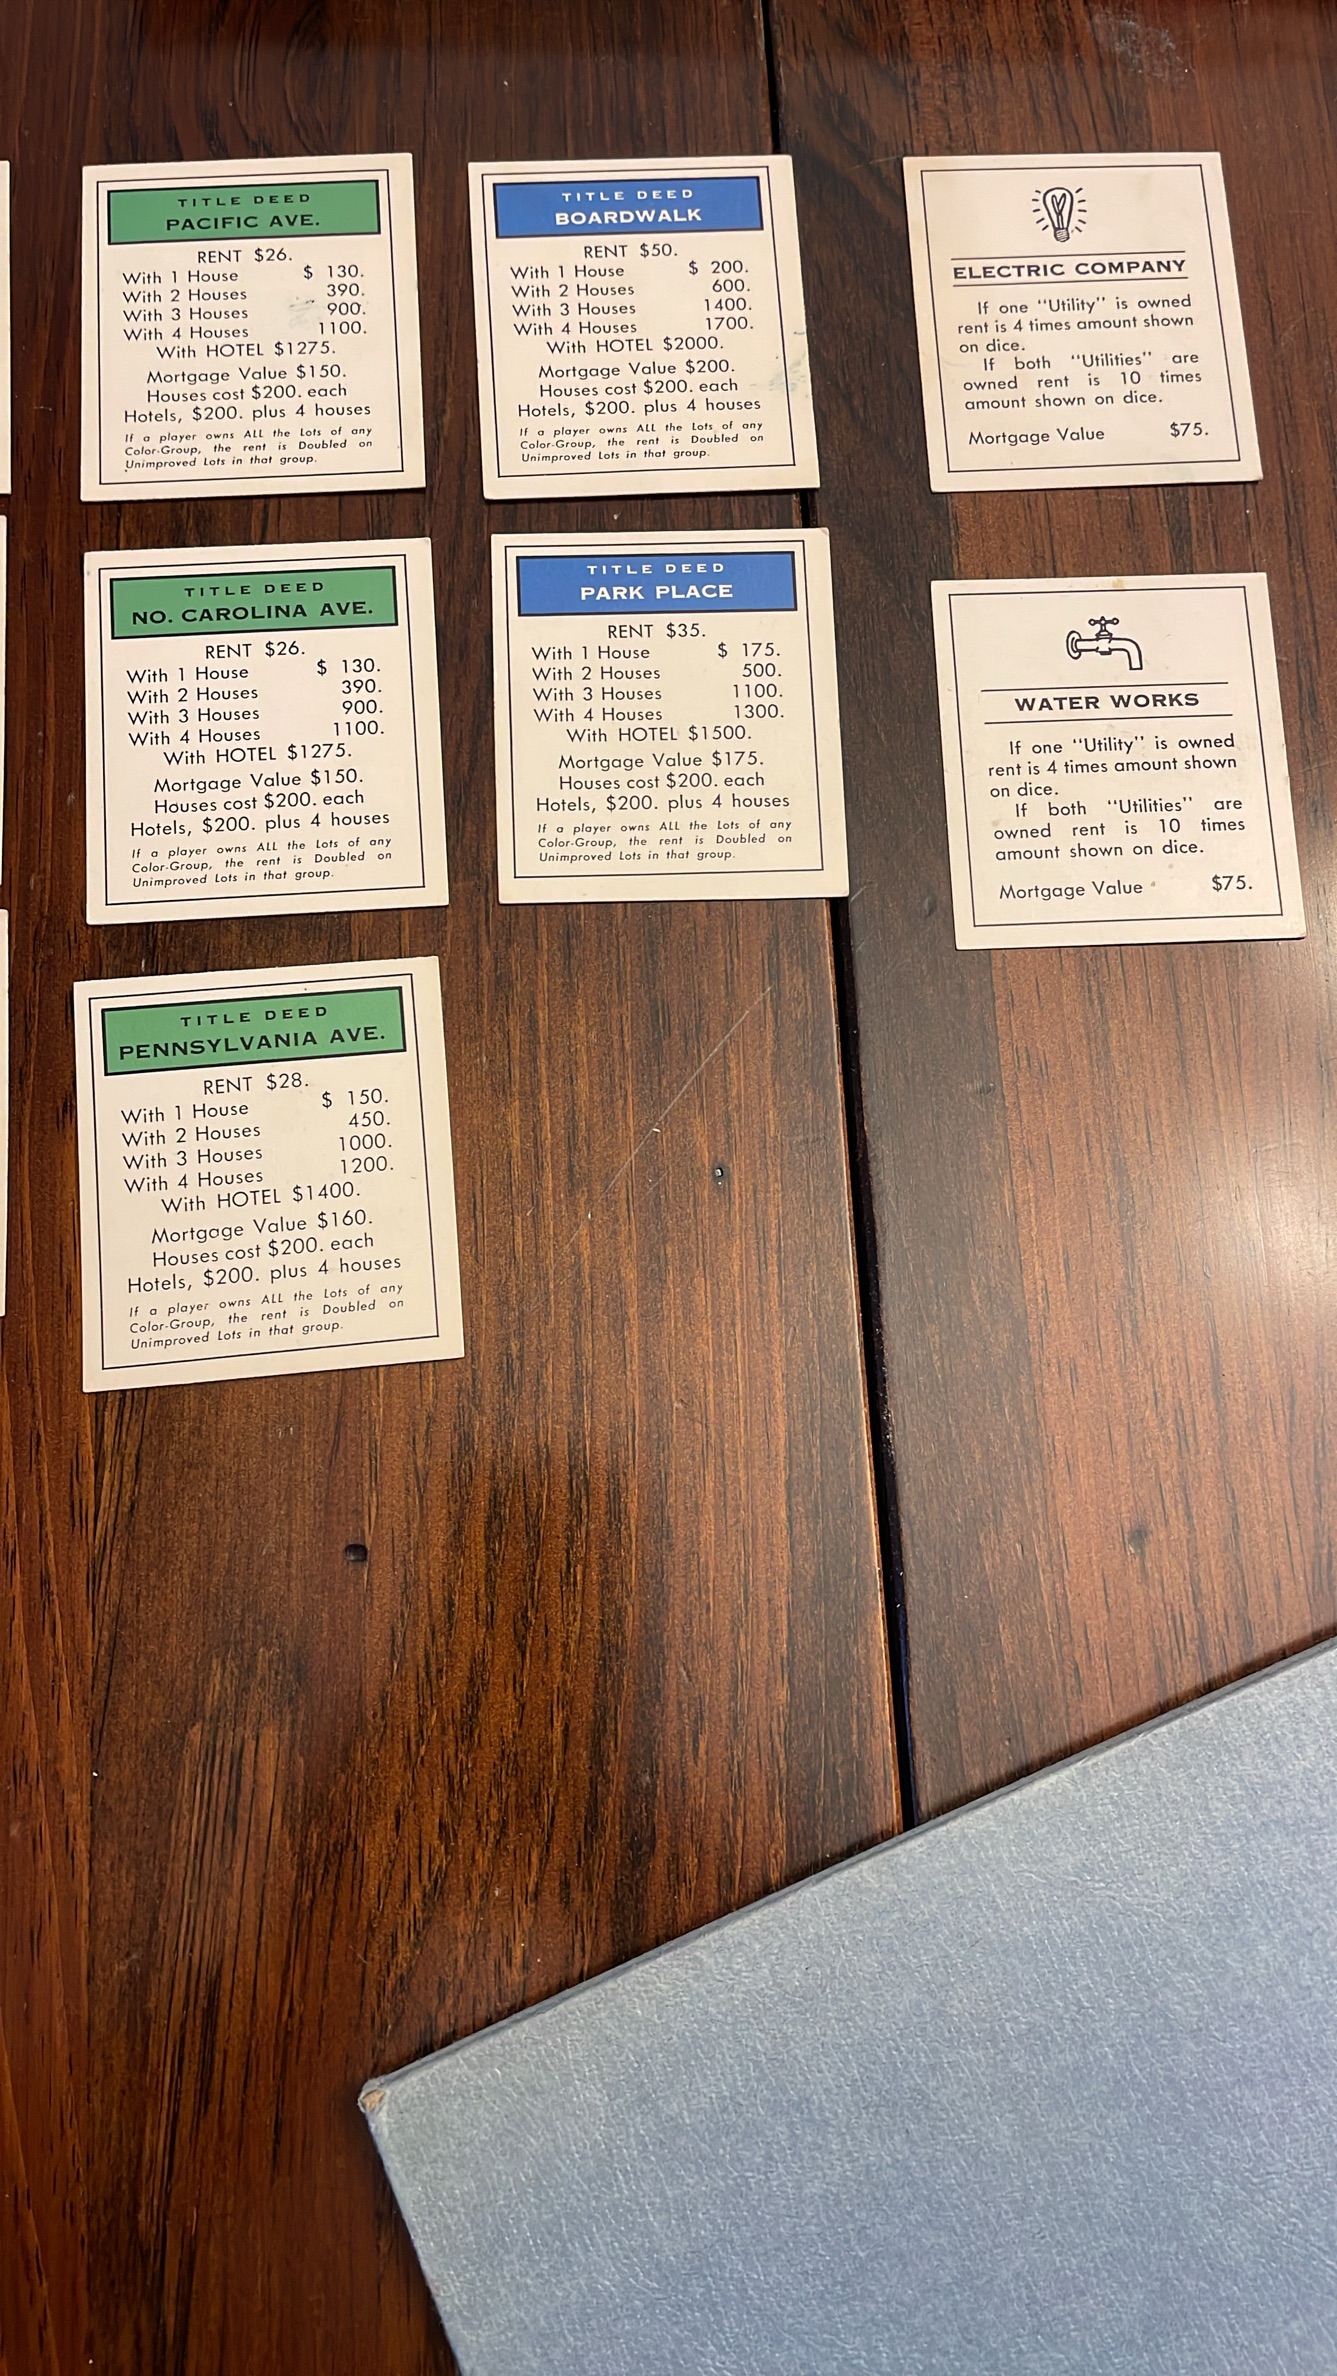 TITLE DEED
PACIFIC AVE.
RENT $26.
With 1 House $ 130.
With 2 Houses 390.
With 3 Houses 900.
With 4 Houses 1100.
With HOTEL $1275.
Mortgage Value $150.
Houses cost $200. each
Hotels, $200. plus 4 houses
If a player owns ALL the Lots of any
Color-Group, the rent is Doubled on
Unimproved Lots in that group.
TITLE DEED
NO. CAROLINA AVE.
RENT $26.
With 1 House $ 130.
With 2 Houses 390.
With 3 Houses 900.
With 4 Houses 1100.
With HOTEL $1275.
Mortgage Value $150.
Houses cost $200. each
Hotels, $200. plus 4 houses
If a player owns ALL the Lots of any
Color-Group, the rent is Doubled on
Unimproved Lots in that group.
TITLE DEED
PENNSYLVANIA AVE.
RENT $28.
With 1 House $ 150.
With 2 Houses 450.
With 3 Houses 1000.
With 4 Houses 1200.
With HOTEL $1400.
Mortgage Value $160.
Houses cost $200. each
Hotels, $200. plus 4 houses
If a player owns ALL the Lots of any
Color-Group, the rent is Doubled on
Unimproved Lots in that group.
TITLE DEED
BOARDWALK
RENT $50.
With 1 House $ 200.
With 2 Houses 600.
With 3 Houses 1400.
With 4 Houses 1700.
With HOTEL $2000.
Mortgage Value $200.
Houses cost $200. each
Hotels, $200. plus 4 houses
If a player owns ALL the Lots of any
Color-Group, the rent is Doubled on
Unimproved Lots in that group.
TITLE DEED
PARK PLACE
RENT $35.
With 1 House $ 175.
With 2 Houses 500.
With 3 Houses 1100.
With 4 Houses 1300.
With HOTEL $1500.
Mortgage Value $175.
Houses cost $200. each
Hotels, $200. plus 4 houses
If a player owns ALL the Lots of any
Color-Group, the rent is Doubled on
Unimproved Lots in that group.
ELECTRIC COMPANY
If one "Utility" is owned
rent is 4 times amount shown
on dice.
If both "Utilities" are
owned rent is 10 times
amount shown on dice.
Mortgage Value $75.
WATER WORKS
If one "Utility" is owned
rent is 4 times amount shown
on dice.
If both "Utilities" are
owned rent is 10 times
amount shown on dice.
Mortgage Value $75.